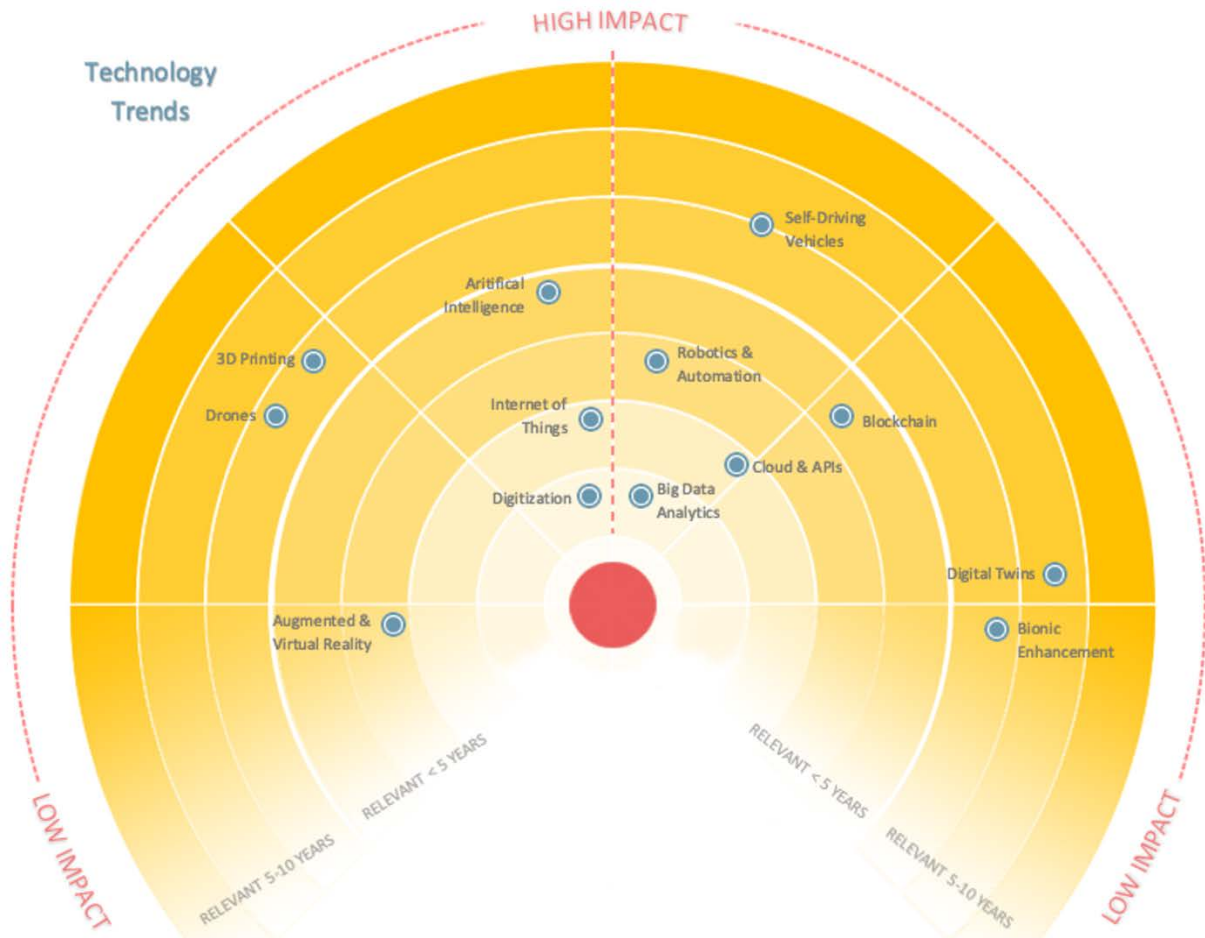 HIGH IMPACT
Technology
Trends
Self-Driving
Vehicles
Aritifical
Intelligence
3D Printing
Robotics &
Automation
Drones
Internet of
Things
Blockchain
Cloud & APIs
Digitization
Big Data
Analytics
Digital Twins
Augmented &
Virtual Reality
Bionic
Enhancement
RELEVANT < 5 YEARS
RELEVANT < 5 YEARS
LOW IMPACT
RELEVANT 5-10 YEARS
RELEVANT 5-10 YEARS
LOW IMPACT